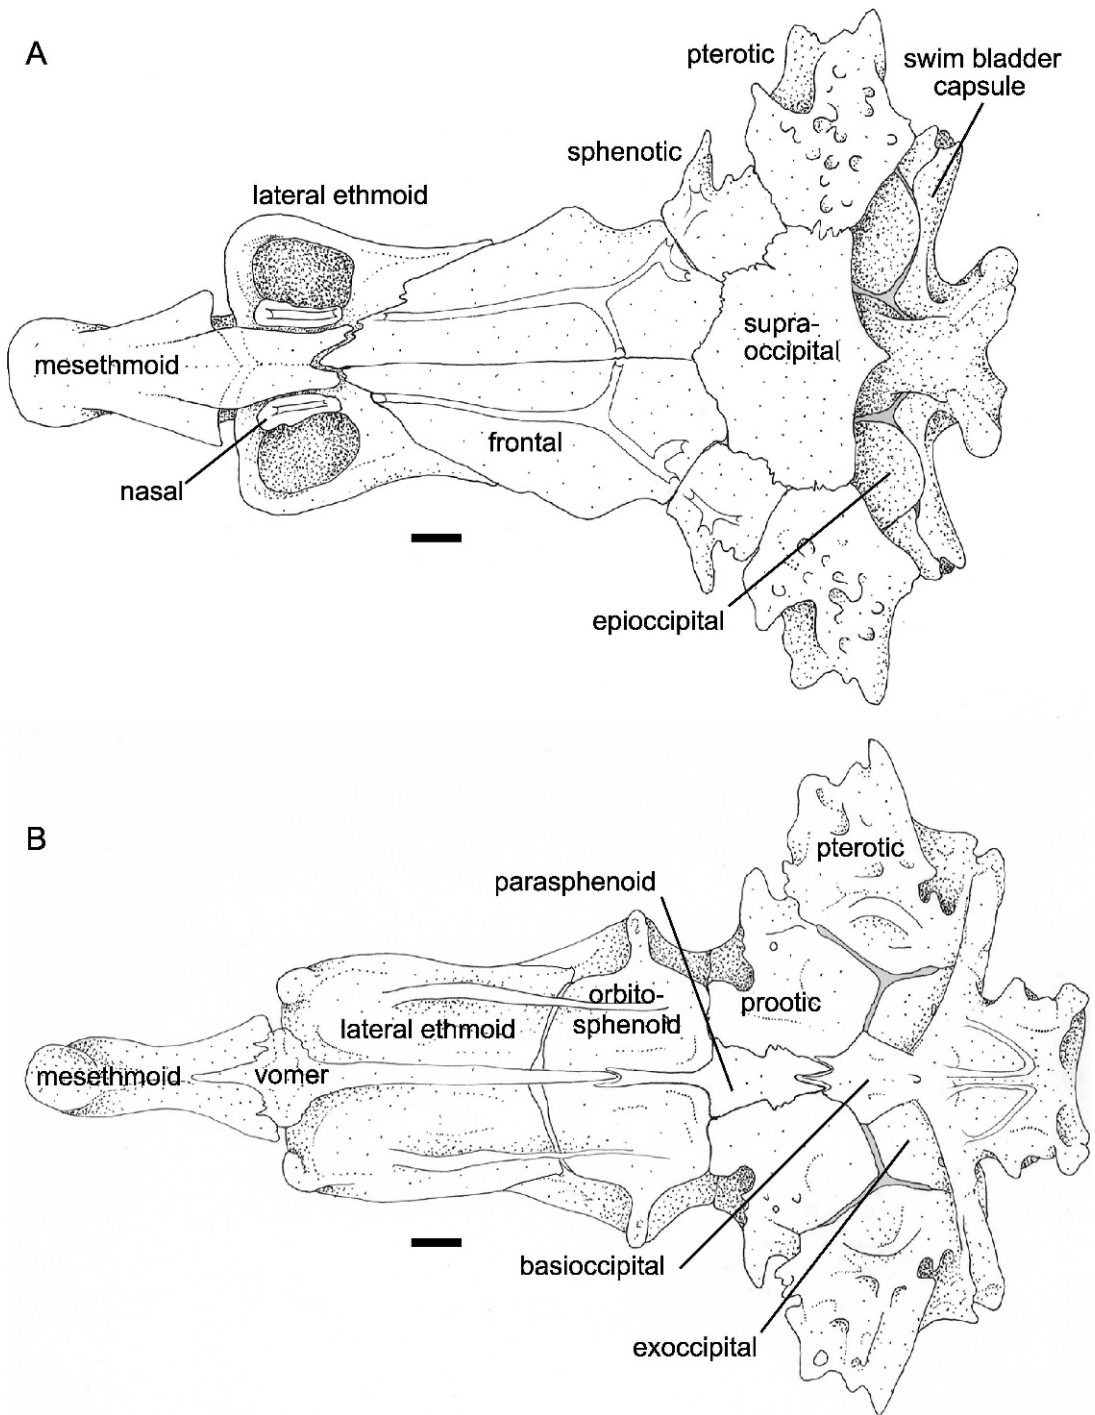 A
pterotic
swim bladder
capsule
sphenotic
lateral ethmoid
supra-
occipital
mesethmoid
frontal
nasal
epioccipital
B
pterotic
parasphenoid
orbito-
sphenoid
prootic
lateral ethmoid
mesethmoid
vomer
basioccipital
exoccipital